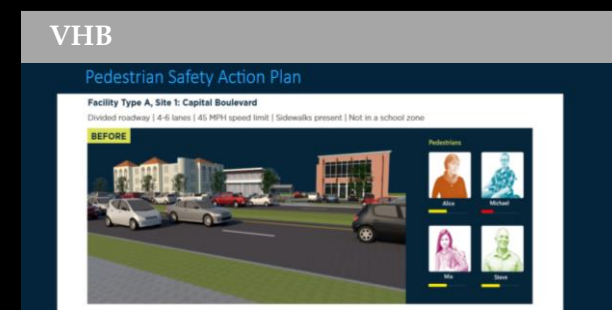 VHB
Pedestrian Safety Action Plan
Facility Type A, Site 1: Capital Boulevard
Divided roadway | 4-6 lanes | 45 MPH speed limit | Sidewalks present | Not in a school zone
BEFORE
Pedestrians
Alice
Michael
Mia
Steve